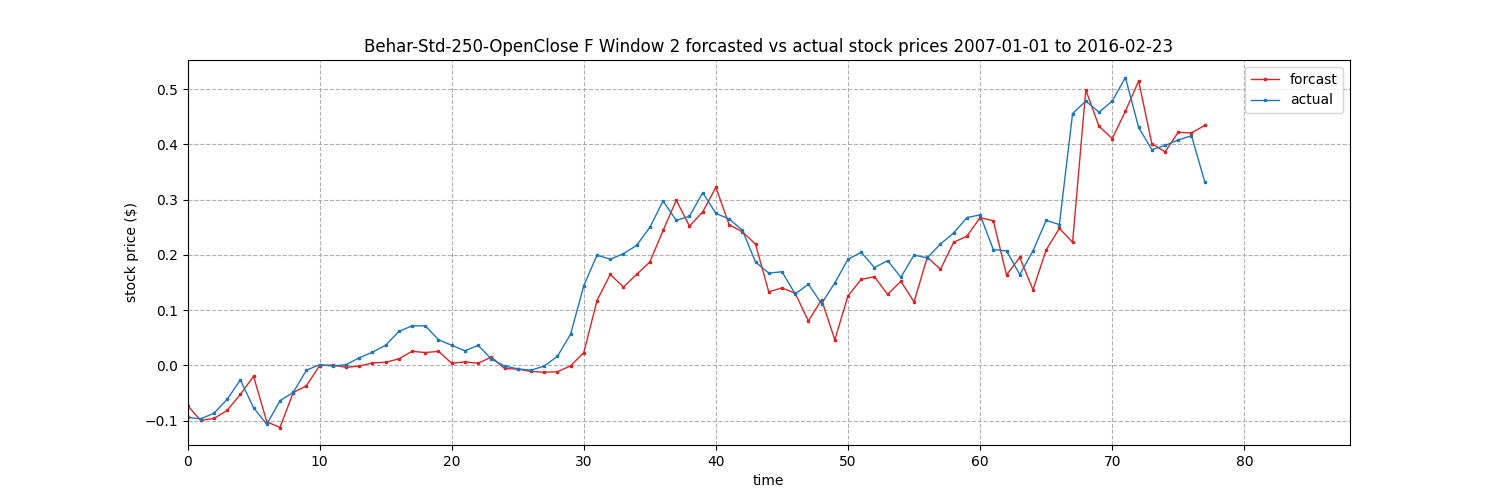 Behar-Std-250-OpenClose F Window 2 forcasted vs actual stock prices 2007-01-01 to 2016-02-23
forcast
actual
stock price ($)
0.5
0.4
0.3
0.2
0.1
0.0
−0.1
0 10 20 30 40 50 60 70 80
time